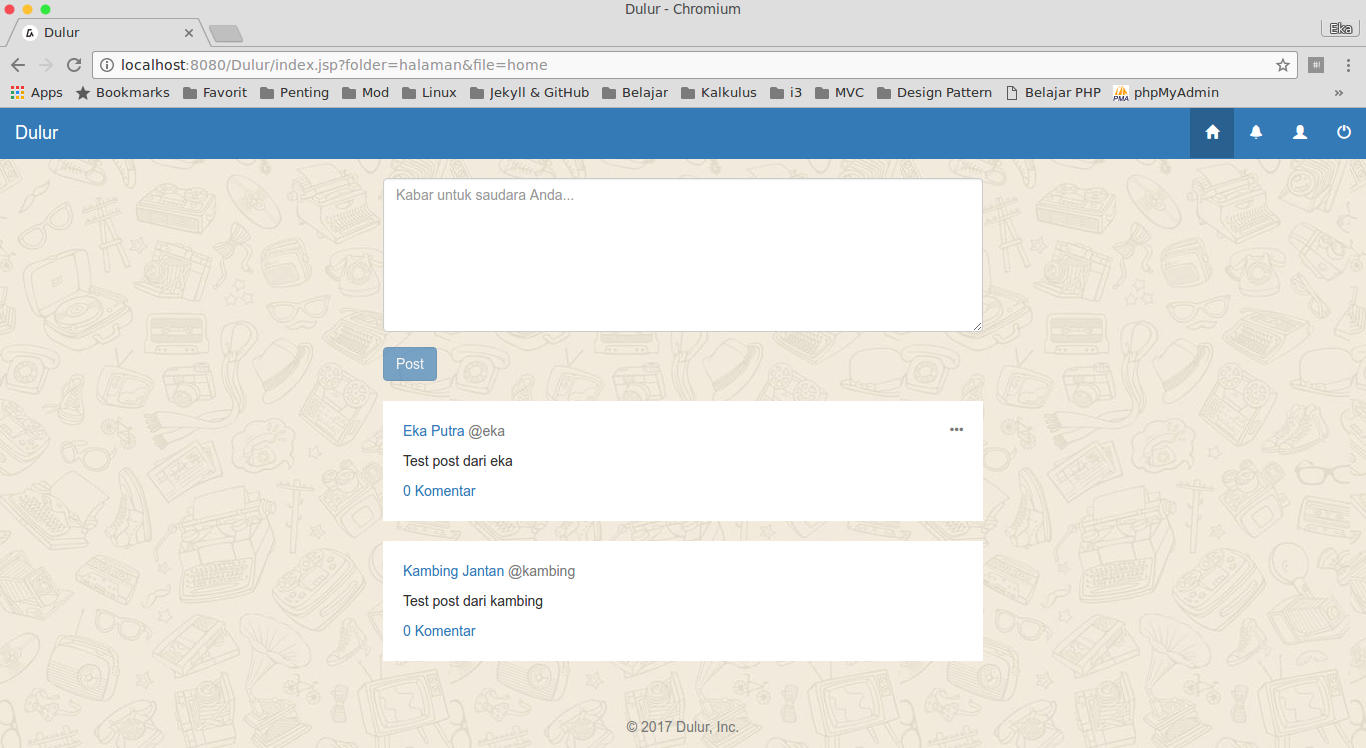 Dulur - Chromium
Dulur
Eka
localhost:8080/Dulur/index.jsp?folder=halaman&file=home
#!
Apps Bookmarks Favorit Penting Mod Linux Jekyll & GitHub Belajar Kalkulus i3 MVC Design Pattern Belajar PHP PMA phpMyAdmin »
Dulur
Kabar untuk saudara Anda...
Post
Eka Putra @eka
Test post dari eka
0 Komentar
Kambing Jantan @kambing
Test post dari kambing
0 Komentar
© 2017 Dulur, Inc.